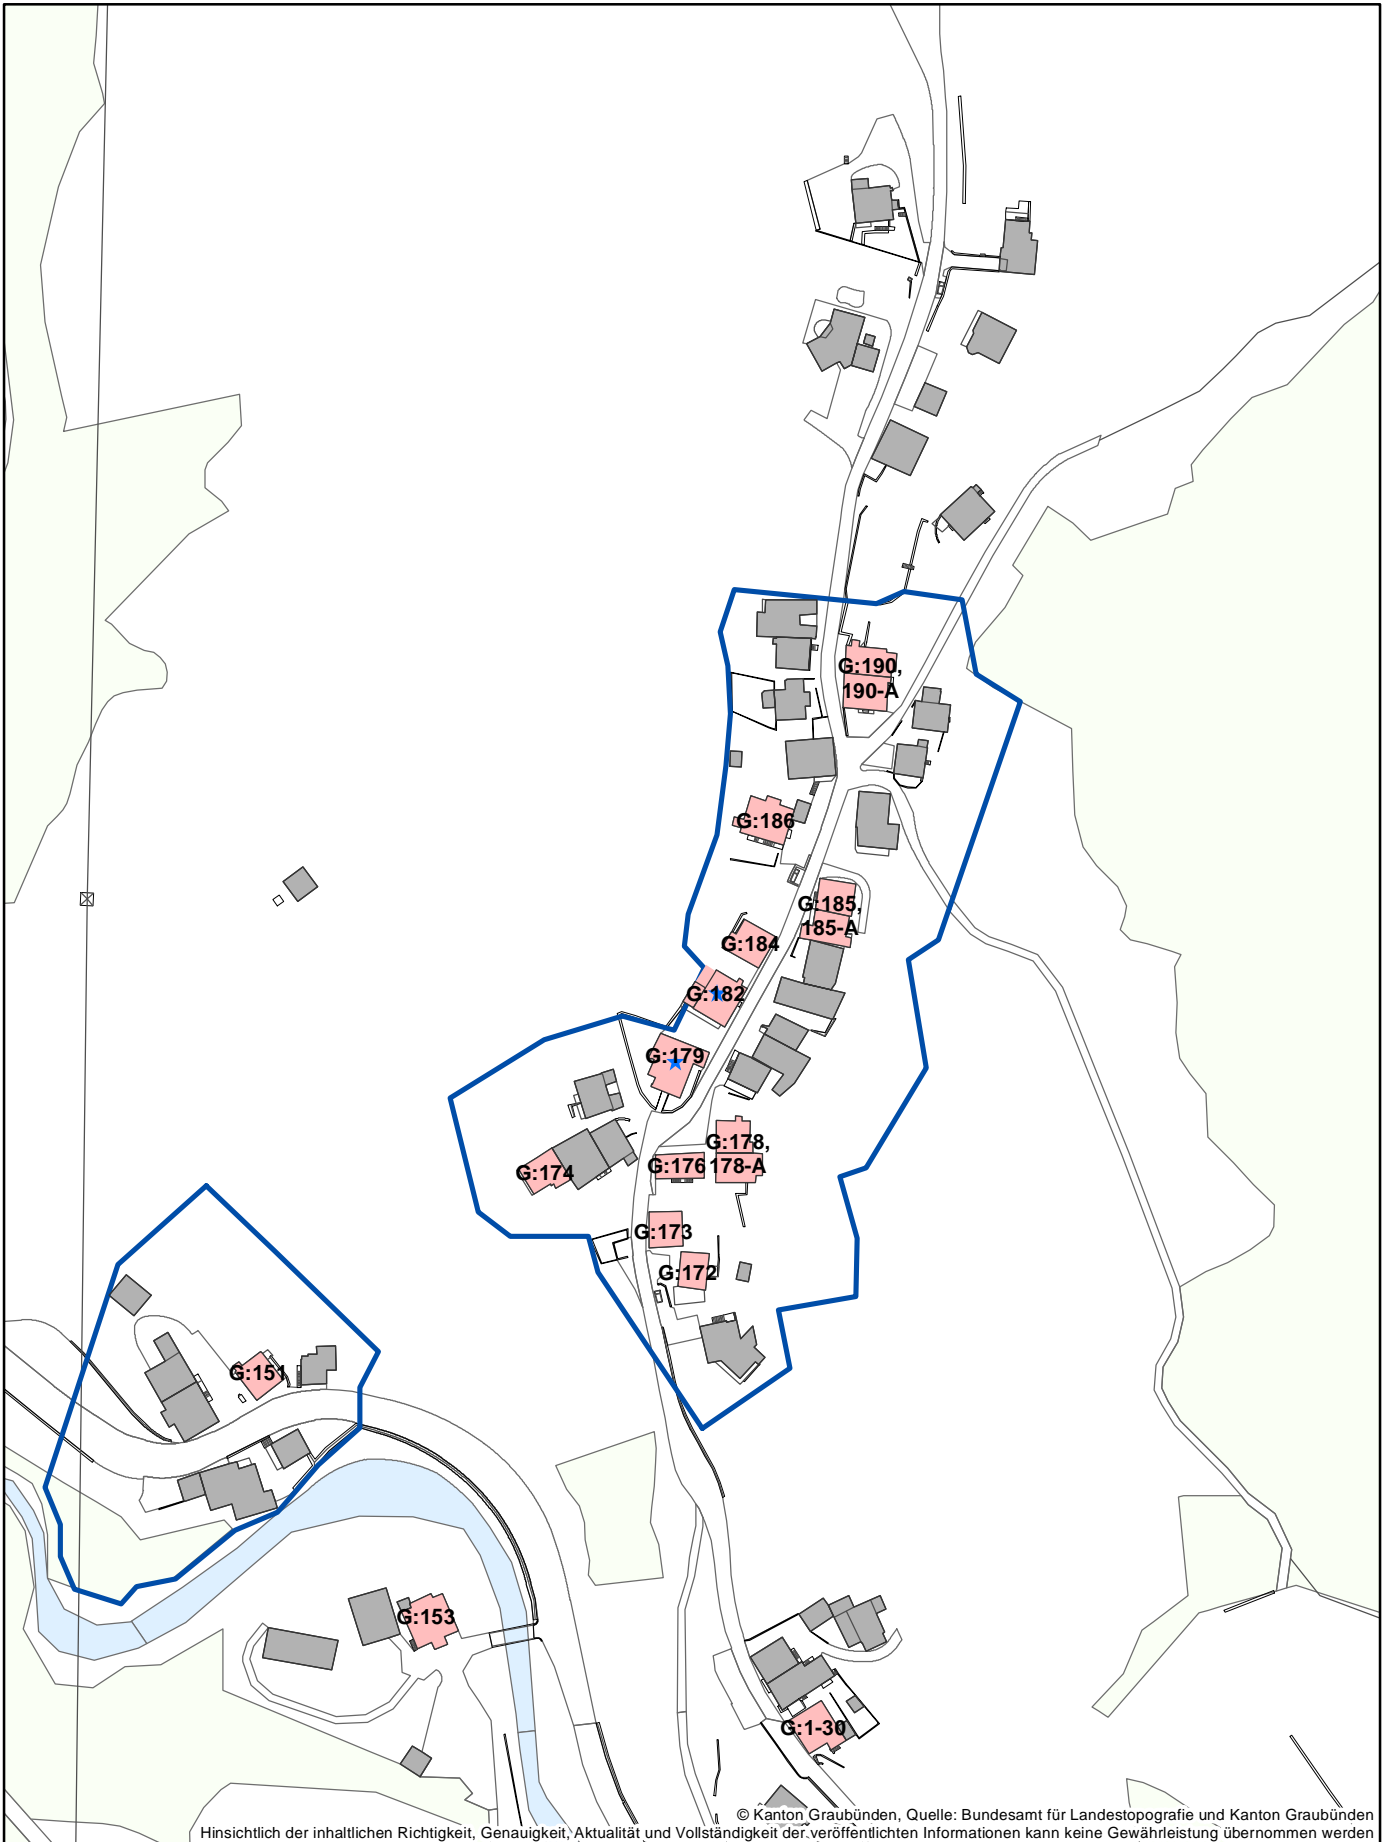 G:190,
190-A
G:186
G:185,
185-A
G:184
G:182
G:179
G:178,
178-A
G:176
G:174
G:173
G:172
G:151
G:153
G:1-30
© Kanton Graubünden, Quelle: Bundesamt für Landestopografie und Kanton Graubünden
Hinsichtlich der inhaltlichen Richtigkeit, Genauigkeit, Aktualität und Vollständigkeit der veröffentlichten Informationen kann keine Gewährleistung übernommen werden